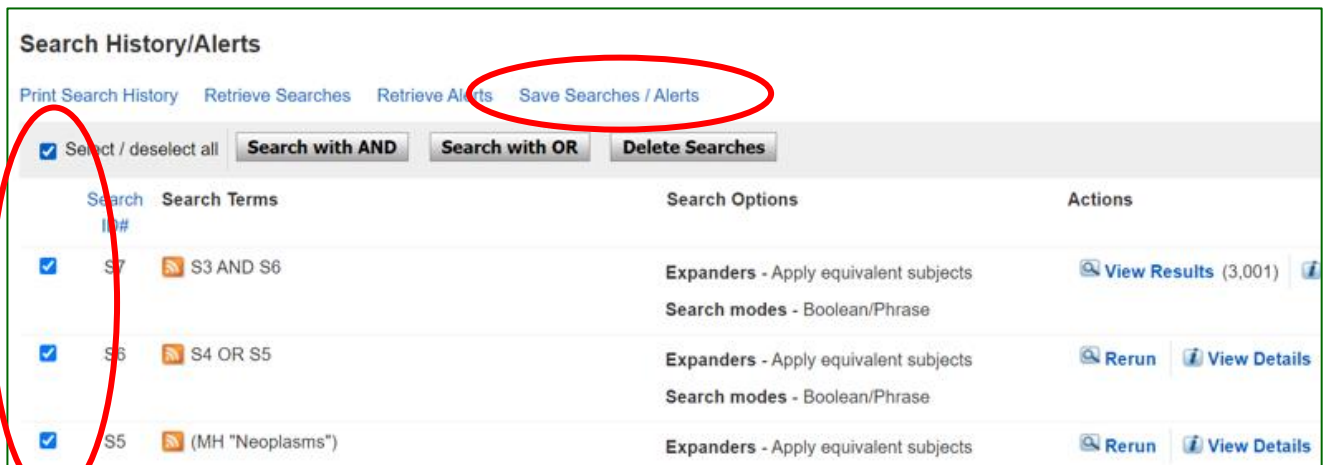 Search History/Alerts
Print Search History Retrieve Searches Retrieve Alerts Save Searches / Alerts
Select / deselect all Search with AND Search with OR Delete Searches
Search ID# Search Terms Search Options Actions
S7 S3 AND S6 Expanders - Apply equivalent subjects View Results (3,001)
Search modes - Boolean/Phrase
S6 S4 OR S5 Expanders - Apply equivalent subjects Rerun View Details
Search modes - Boolean/Phrase
S5 (MH "Neoplasms") Expanders - Apply equivalent subjects Rerun View Details